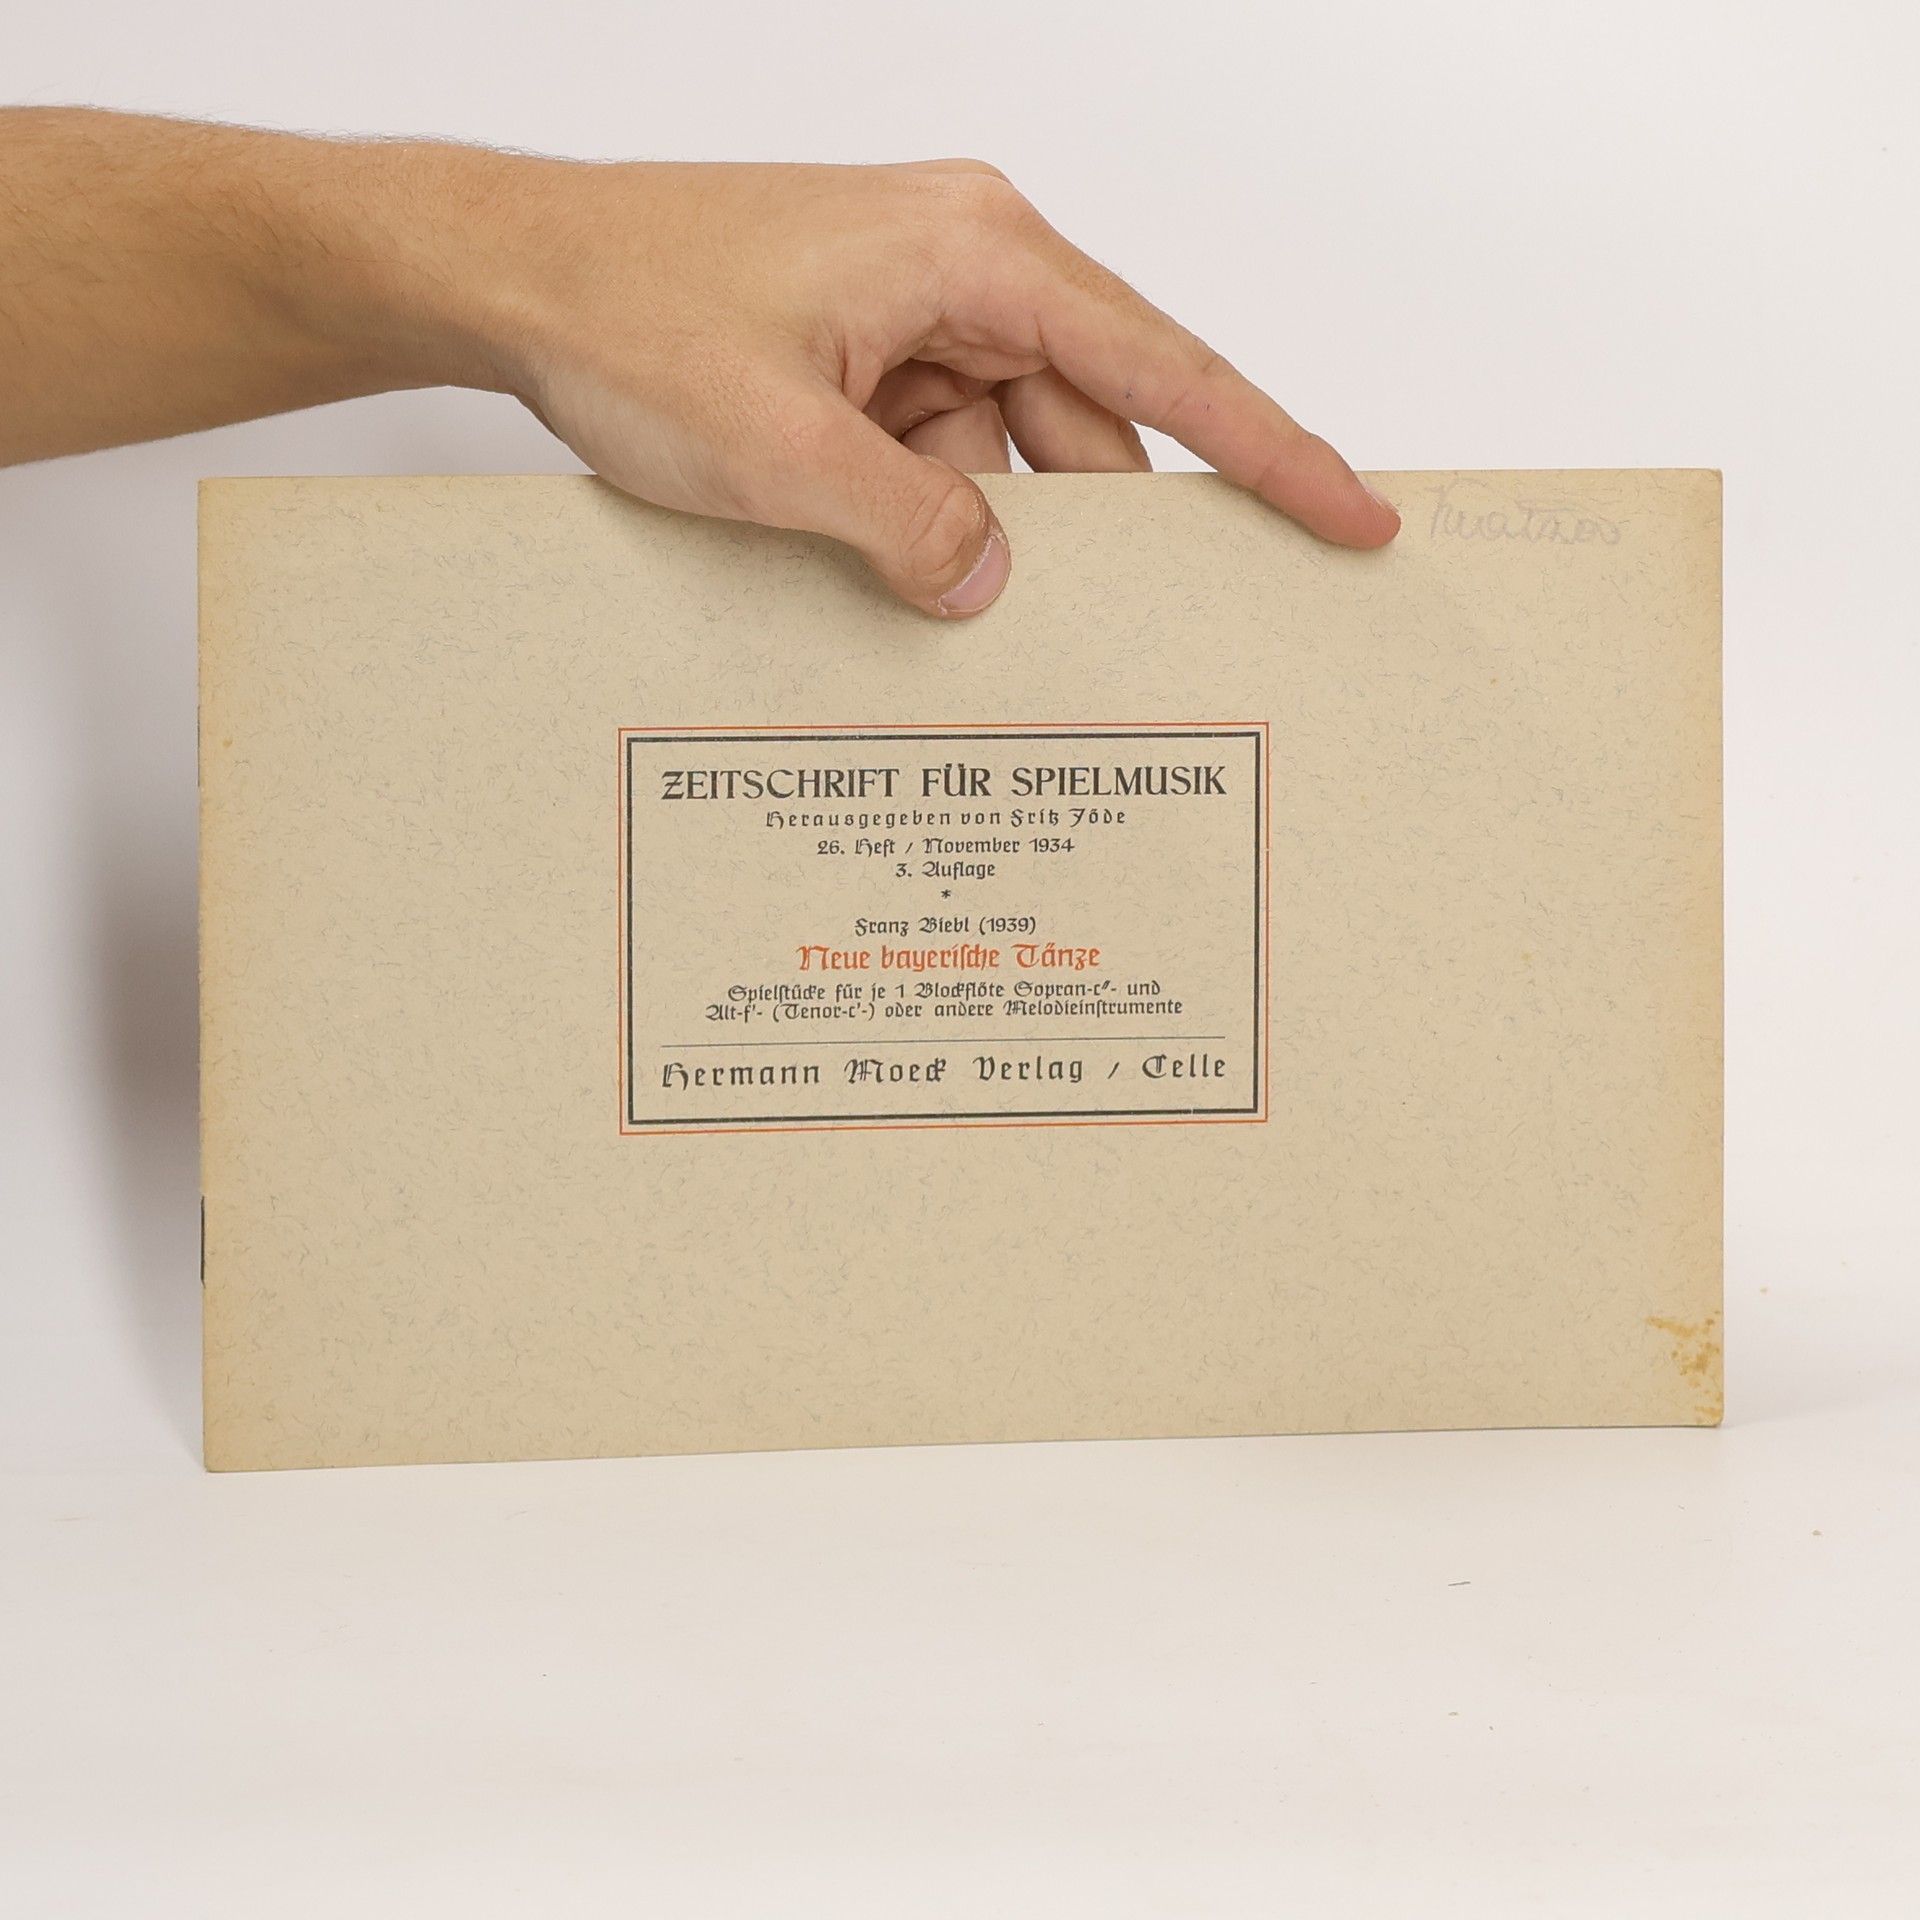 ZEITSCHRIFT FÜR SPIELMUSIK
Herausgegeben von Fritz Jöde
26. Heft / November 1934
3. Auflage
*
Franz Biebl (1939)
Neue bayeriſche Tänze
Spielſtücke für je 1 Blockflöte Sopran-c″- und
Alt-f′- (Tenor-c′-) oder andere Melodieinſtrumente
Hermann Moeck Verlag / Celle